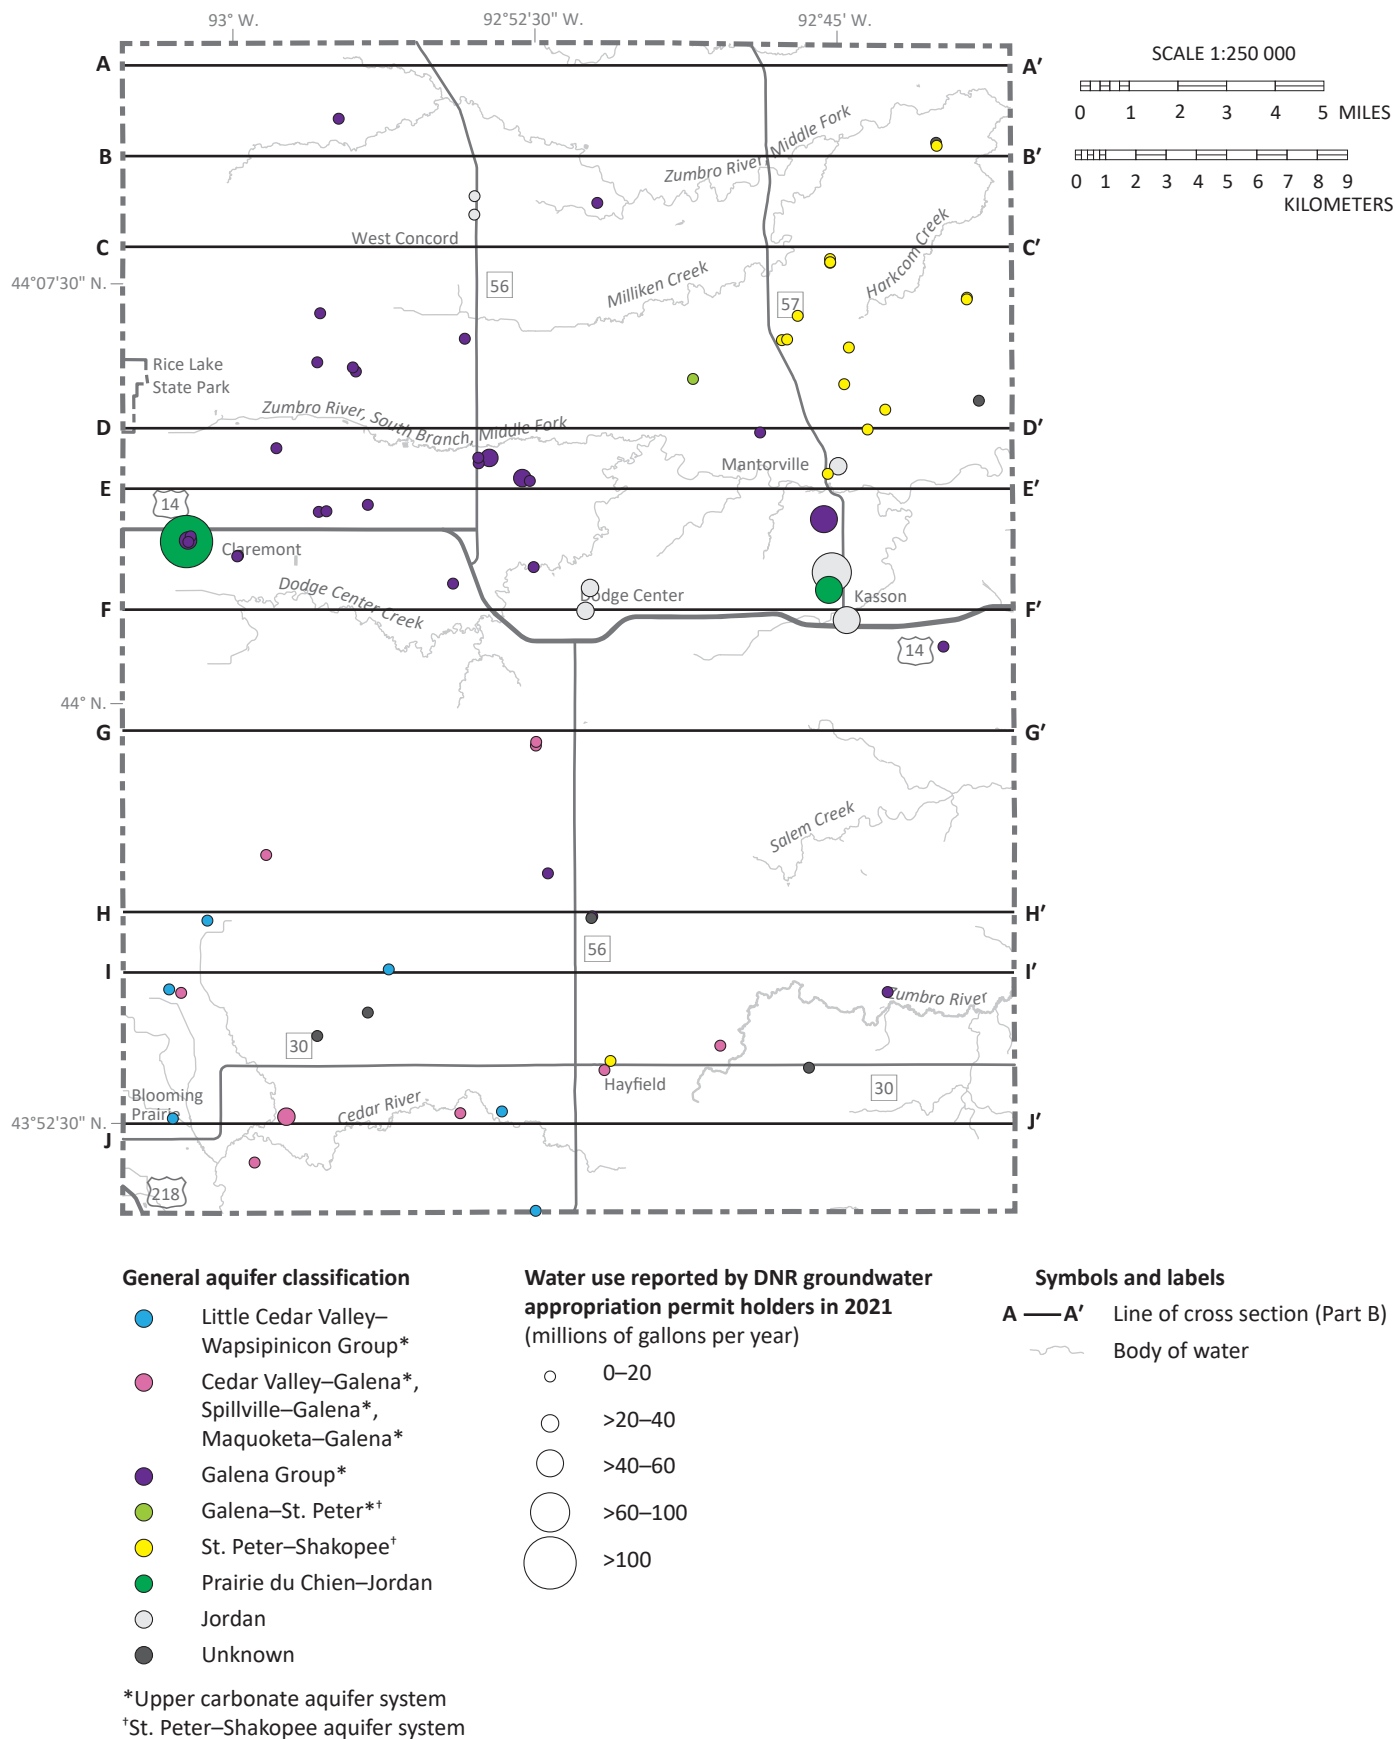 93° W.
92°52'30" W.
92°45' W.
SCALE 1:250 000
0 1 2 3 4 5 MILES
0 1 2 3 4 5 6 7 8 9
KILOMETERS
A A′
B B′
Zumbro River, Middle Fork
West Concord
C C′
44°07'30" N.
56
Milliken Creek
57
Harkcom Creek
Rice Lake
State Park
Zumbro River, South Branch, Middle Fork
D D′
Mantorville
E E′
14
Claremont
Dodge Center Creek
Dodge Center
Kasson
F F′
14
44° N.
G G′
Salem Creek
H H′
56
I I′
Zumbro River
30
Hayfield
30
Blooming
Prairie
Cedar River
43°52'30" N.
J J′
218
General aquifer classification
Little Cedar Valley–
Wapsipinicon Group*
Cedar Valley–Galena*,
Spillville–Galena*,
Maquoketa–Galena*
Galena Group*
Galena–St. Peter*†
St. Peter–Shakopee†
Prairie du Chien–Jordan
Jordan
Unknown
*Upper carbonate aquifer system
†St. Peter–Shakopee aquifer system
Water use reported by DNR groundwater
appropriation permit holders in 2021
(millions of gallons per year)
0–20
>20–40
>40–60
>60–100
>100
Symbols and labels
A A′ Line of cross section (Part B)
Body of water